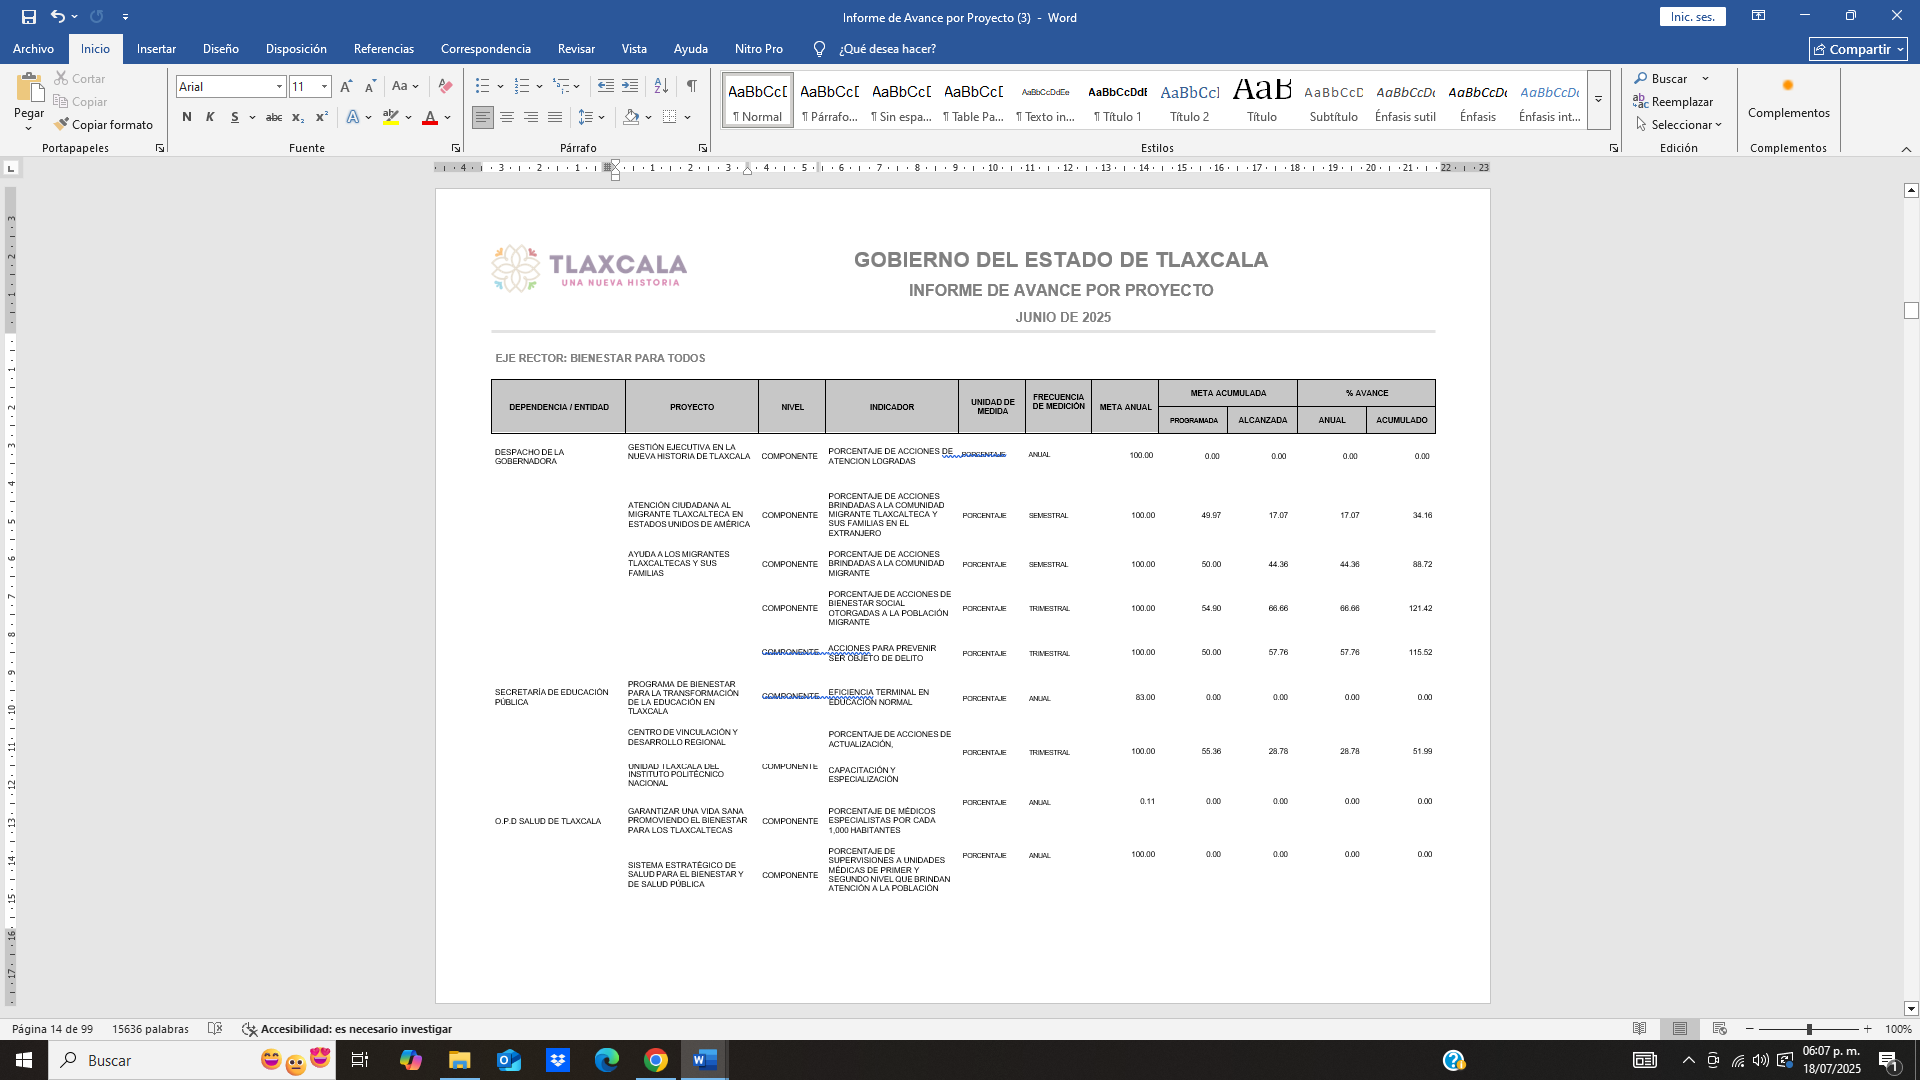 Informe de Avance por Proyecto (3) - Word
Inic. ses.
Archivo Inicio Insertar Diseño Disposición Referencias Correspondencia Revisar Vista Ayuda Nitro Pro ¿Qué desea hacer? Compartir
Pegar
Cortar
Copiar
Copiar formato
Portapapeles
Arial 11
N K S abc x₂ x²
Fuente
Párrafo
AaBbCcI ¶ Normal
AaBbCcI ¶ Párrafo...
AaBbCcI ¶ Sin espa...
AaBbCcI ¶ Table Pa...
AaBbCcDdEe ¶ Texto in...
AaBbCcDdE ¶ Título 1
AaBbCcI Título 2
AaB Título
AaBbCcD Subtítulo
AaBbCcDc Énfasis sutil
AaBbCcDc Énfasis
AaBbCcDc Énfasis int...
Estilos
Buscar
Reemplazar
Seleccionar
Edición
Complementos
Complementos
TLAXCALA
UNA NUEVA HISTORIA
GOBIERNO DEL ESTADO DE TLAXCALA
INFORME DE AVANCE POR PROYECTO
JUNIO DE 2025
EJE RECTOR: BIENESTAR PARA TODOS
DEPENDENCIA / ENTIDAD PROYECTO NIVEL INDICADOR UNIDAD DE MEDIDA FRECUENCIA DE MEDICIÓN META ANUAL META ACUMULADA % AVANCE
PROGRAMADA ALCANZADA ANUAL ACUMULADO
DESPACHO DE LA GOBERNADORA GESTIÓN EJECUTIVA EN LA NUEVA HISTORIA DE TLAXCALA COMPONENTE PORCENTAJE DE ACCIONES DE ATENCION LOGRADAS PORCENTAJE ANUAL 100.00 0.00 0.00 0.00 0.00
ATENCIÓN CIUDADANA AL MIGRANTE TLAXCALTECA EN ESTADOS UNIDOS DE AMÉRICA COMPONENTE PORCENTAJE DE ACCIONES BRINDADAS A LA COMUNIDAD MIGRANTE TLAXCALTECA Y SUS FAMILIAS EN EL EXTRANJERO PORCENTAJE SEMESTRAL 100.00 49.97 17.07 17.07 34.16
AYUDA A LOS MIGRANTES TLAXCALTECAS Y SUS FAMILIAS COMPONENTE PORCENTAJE DE ACCIONES BRINDADAS A LA COMUNIDAD MIGRANTE PORCENTAJE SEMESTRAL 100.00 50.00 44.36 44.36 88.72
COMPONENTE PORCENTAJE DE ACCIONES DE BIENESTAR SOCIAL OTORGADAS A LA POBLACIÓN MIGRANTE PORCENTAJE TRIMESTRAL 100.00 54.90 66.66 66.66 121.42
COMPONENTE ACCIONES PARA PREVENIR SER OBJETO DE DELITO PORCENTAJE TRIMESTRAL 100.00 50.00 57.76 57.76 115.52
SECRETARÍA DE EDUCACIÓN PÚBLICA PROGRAMA DE BIENESTAR PARA LA TRANSFORMACIÓN DE LA EDUCACIÓN EN TLAXCALA COMPONENTE EFICIENCIA TERMINAL EN EDUCACIÓN NORMAL PORCENTAJE ANUAL 83.00 0.00 0.00 0.00 0.00
CENTRO DE VINCULACIÓN Y DESARROLLO REGIONAL PORCENTAJE DE ACCIONES DE ACTUALIZACIÓN, PORCENTAJE TRIMESTRAL 100.00 55.36 28.78 28.78 51.99
UNIDAD TLAXCALA DEL INSTITUTO POLITÉCNICO NACIONAL COMPONENTE CAPACITACIÓN Y ESPECIALIZACIÓN
O.P.D SALUD DE TLAXCALA GARANTIZAR UNA VIDA SANA PROMOVIENDO EL BIENESTAR PARA LOS TLAXCALTECAS COMPONENTE PORCENTAJE DE MÉDICOS ESPECIALISTAS POR CADA 1,000 HABITANTES PORCENTAJE ANUAL 0.11 0.00 0.00 0.00 0.00
SISTEMA ESTRATÉGICO DE SALUD PARA EL BIENESTAR Y DE SALUD PÚBLICA COMPONENTE PORCENTAJE DE SUPERVISIONES A UNIDADES MÉDICAS DE PRIMER Y SEGUNDO NIVEL QUE BRINDAN ATENCIÓN A LA POBLACIÓN PORCENTAJE ANUAL 100.00 0.00 0.00 0.00 0.00
Página 14 de 99 15636 palabras Accesibilidad: es necesario investigar 100%
Buscar
06:07 p. m.
18/07/2025